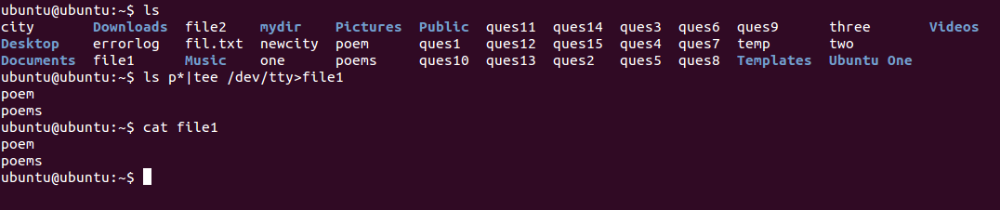 ubuntu@ubuntu:~$ ls
city       Downloads  file2    mydir    Pictures  Public  ques11  ques14  ques3  ques6  ques9      three       Videos
Desktop    errorlog   fil.txt  newcity  poem      ques1   ques12  ques15  ques4  ques7  temp       two
Documents  file1      Music    one      poems     ques10  ques13  ques2   ques5  ques8  Templates  Ubuntu One
ubuntu@ubuntu:~$ ls p*|tee /dev/tty>file1
poem
poems
ubuntu@ubuntu:~$ cat file1
poem
poems
ubuntu@ubuntu:~$